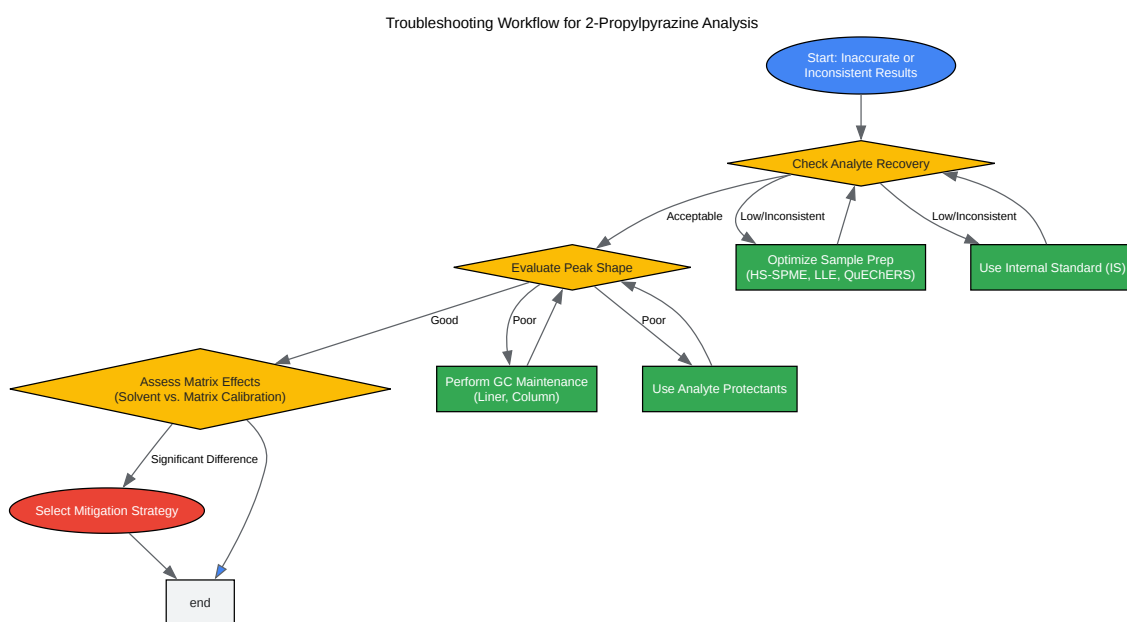 Troubleshooting Workflow for 2-Propylpyrazine Analysis
Start: Inaccurate or
Inconsistent Results
Check Analyte Recovery
Acceptable
Low/Inconsistent
Low/Inconsistent
Evaluate Peak Shape
Optimize Sample Prep
(HS-SPME, LLE, QuEChERS)
Use Internal Standard (IS)
Good
Poor
Poor
Assess Matrix Effects
(Solvent vs. Matrix Calibration)
Perform GC Maintenance
(Liner, Column)
Use Analyte Protectants
Significant Difference
Select Mitigation Strategy
end